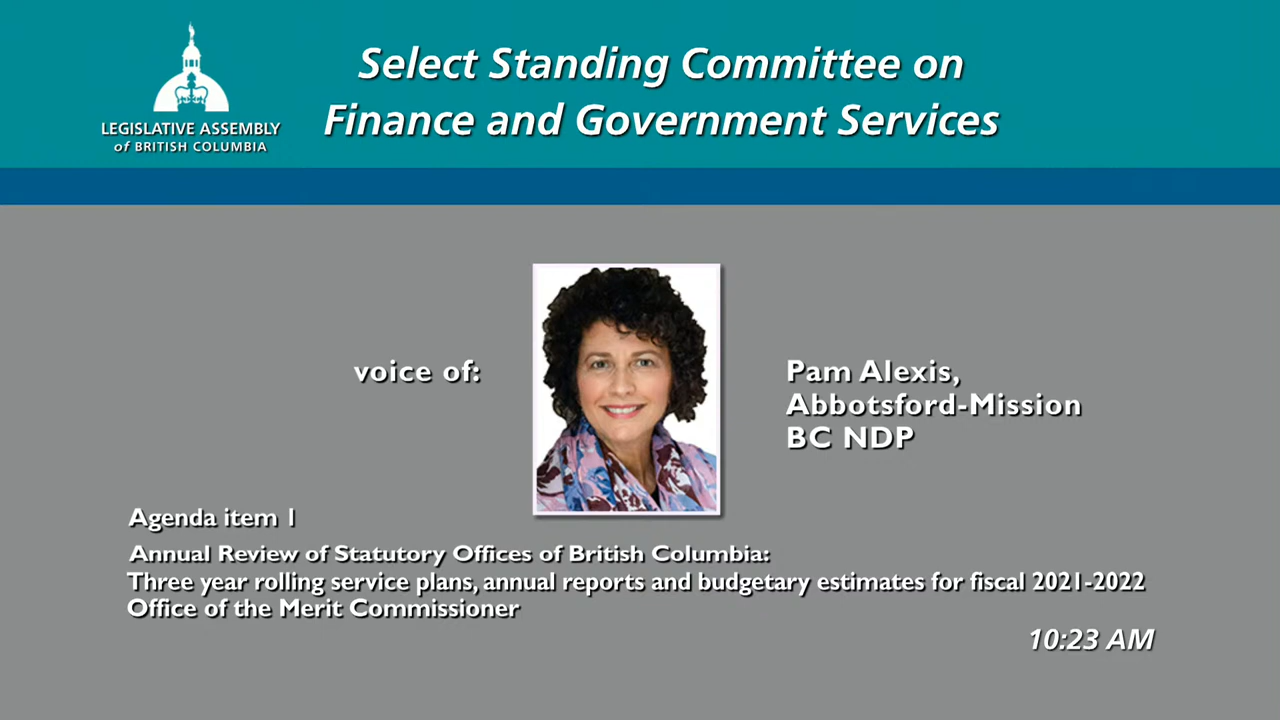 Select Standing Committee on
Finance and Government Services
LEGISLATIVE ASSEMBLY
of BRITISH COLUMBIA
voice of:
Pam Alexis,
Abbotsford-Mission
BC NDP
Agenda item 1
Annual Review of Statutory Offices of British Columbia:
Three year rolling service plans, annual reports and budgetary estimates for fiscal 2021-2022
Office of the Merit Commissioner
10:23 AM